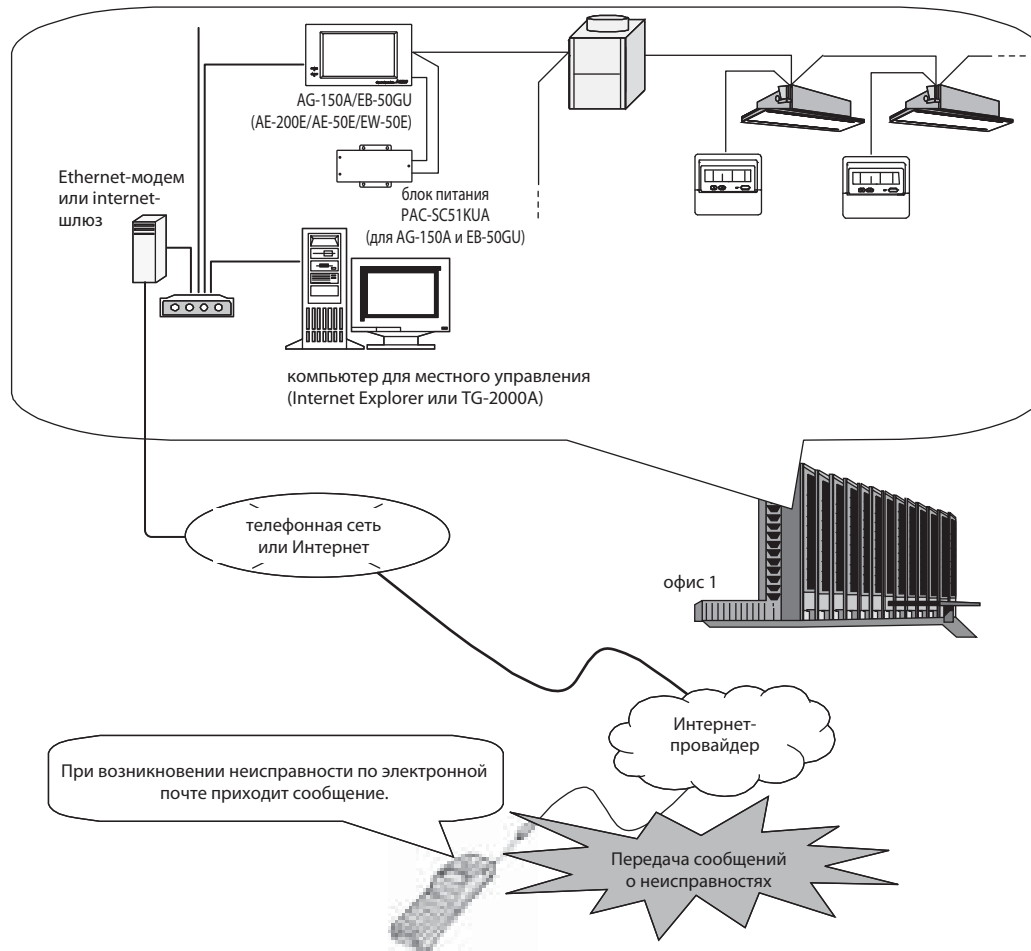 AG-150A/EB-50GU
(AE-200E/AE-50E/EW-50E)
Ethernet-модем
или internet-
шлюз
блок питания
PAC-SC51KUA
(для AG-150A и EB-50GU)
компьютер для местного управления
(Internet Explorer или TG-2000A)
телефонная сеть
или Интернет
офис 1
Интернет-
провайдер
При возникновении неисправности по электронной
почте приходит сообщение.
Передача сообщений
о неисправностях